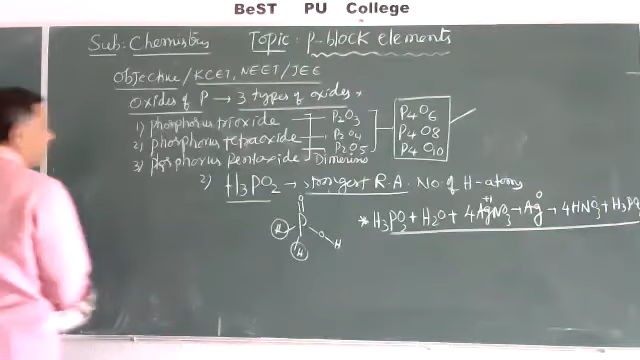 BeST PU College
Sub: Chemistry Topic: p-block elements
Objective/KCET, NEET/JEE
Oxides of P → 3 types of oxides
1) phosphorus trioxide P2O3 P4O6
2) phosphorus tetraoxide P2O4 P4O8
3) phosphorus pentaoxide P2O5 P4O10
Dimerino
2) H3PO2 → strongest R.A. No. of H-atoms
O
H P O H
H
* H3PO2 + H2O + 4AgNO3 → Ag → 4HNO3 + H3PO